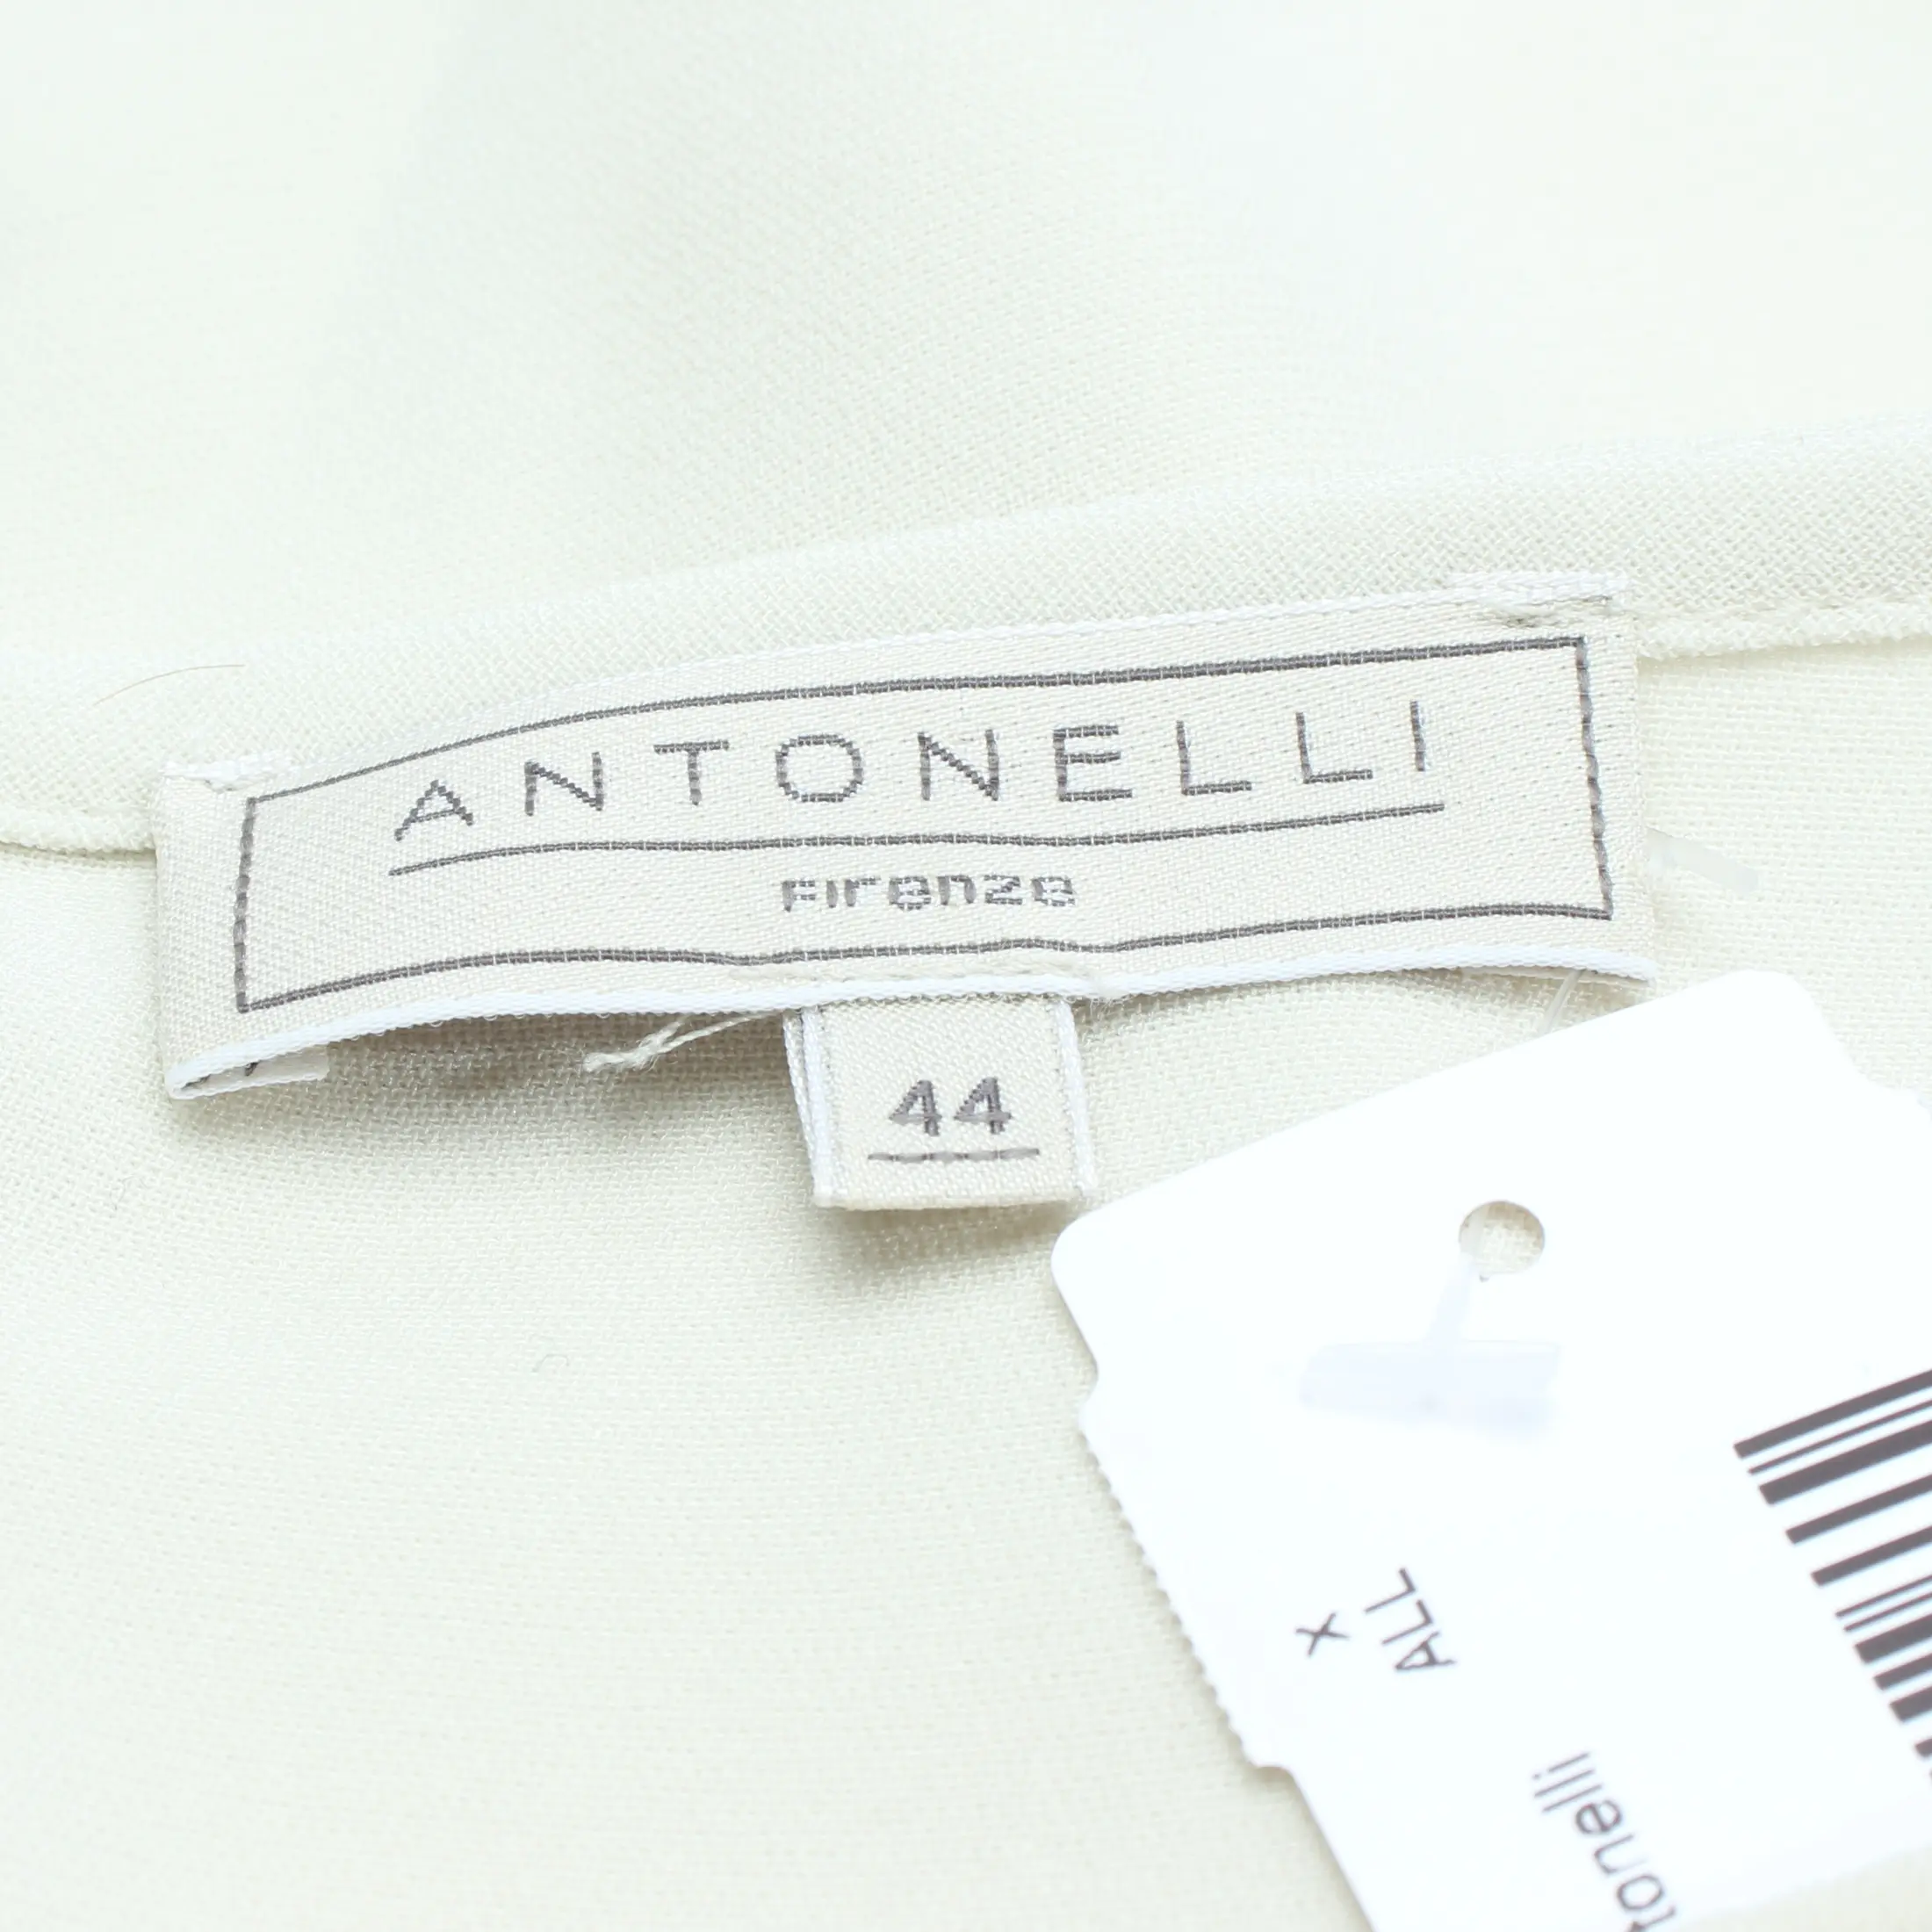 ANTONELLI
Firenze
44
X
ALL
tonelli